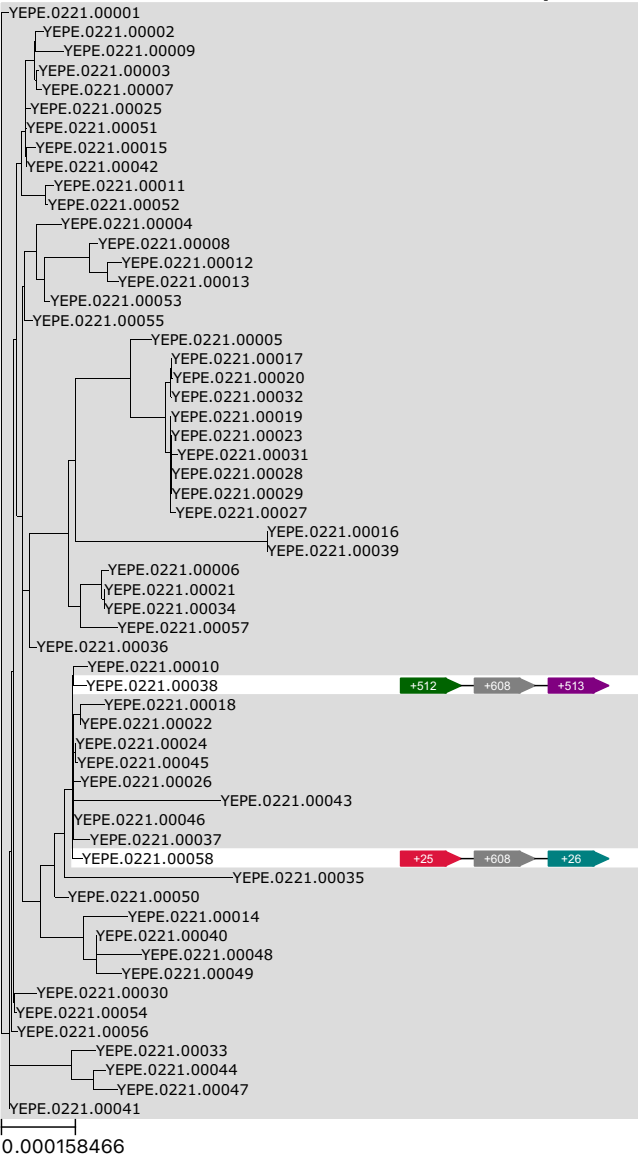 YEPE.0221.00001
YEPE.0221.00002
YEPE.0221.00009
YEPE.0221.00003
YEPE.0221.00007
YEPE.0221.00025
YEPE.0221.00051
YEPE.0221.00015
YEPE.0221.00042
YEPE.0221.00011
YEPE.0221.00052
YEPE.0221.00004
YEPE.0221.00008
YEPE.0221.00012
YEPE.0221.00013
YEPE.0221.00053
YEPE.0221.00055
YEPE.0221.00005
YEPE.0221.00017
YEPE.0221.00020
YEPE.0221.00032
YEPE.0221.00019
YEPE.0221.00023
YEPE.0221.00031
YEPE.0221.00028
YEPE.0221.00029
YEPE.0221.00027
YEPE.0221.00016
YEPE.0221.00039
YEPE.0221.00006
YEPE.0221.00021
YEPE.0221.00034
YEPE.0221.00057
YEPE.0221.00036
YEPE.0221.00010
YEPE.0221.00038 +512 +608 +513
YEPE.0221.00018
YEPE.0221.00022
YEPE.0221.00024
YEPE.0221.00045
YEPE.0221.00026
YEPE.0221.00043
YEPE.0221.00046
YEPE.0221.00037
YEPE.0221.00058 +25 +608 +26
YEPE.0221.00035
YEPE.0221.00050
YEPE.0221.00014
YEPE.0221.00040
YEPE.0221.00048
YEPE.0221.00049
YEPE.0221.00030
YEPE.0221.00054
YEPE.0221.00056
YEPE.0221.00033
YEPE.0221.00044
YEPE.0221.00047
YEPE.0221.00041
0.000158466